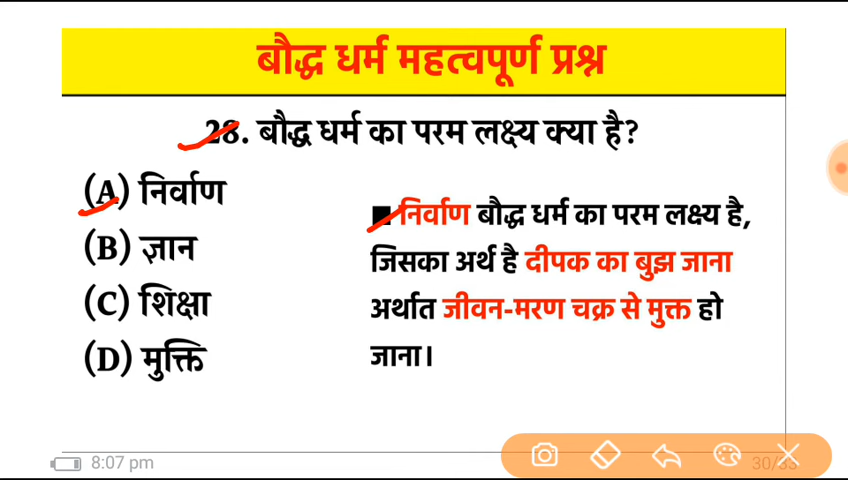 बौद्ध धर्म महत्वपूर्ण प्रश्न
28. बौद्ध धर्म का परम लक्ष्य क्या है?
(A) निर्वाण
(B) ज्ञान
(C) शिक्षा
(D) मुक्ति
■ निर्वाण बौद्ध धर्म का परम लक्ष्य है,
जिसका अर्थ है दीपक का बुझ जाना
अर्थात जीवन-मरण चक्र से मुक्त हो
जाना।
8:07 pm
30/33